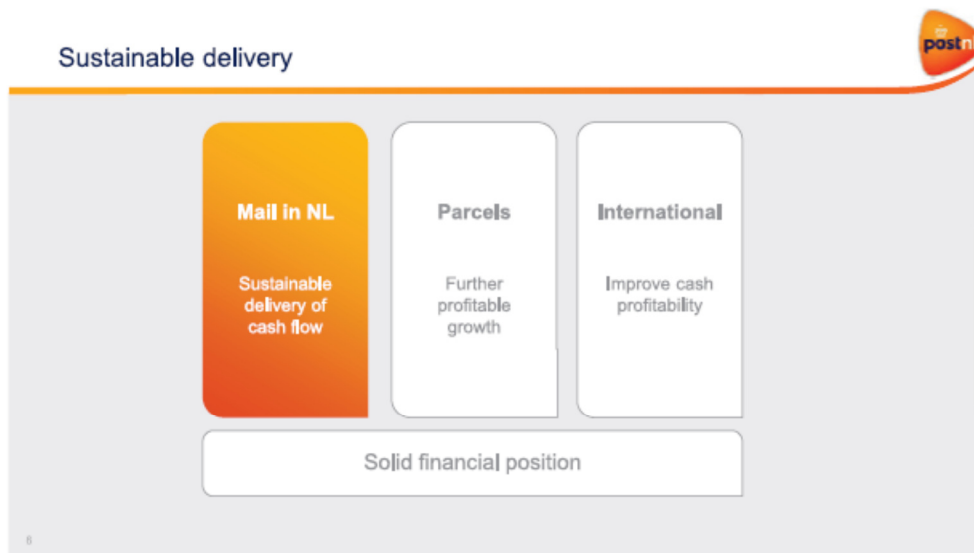 Sustainable delivery
postnl
Mail in NL
Sustainable
delivery of
cash flow
Parcels
Further
profitable
growth
International
Improve cash
profitability
Solid financial position
6